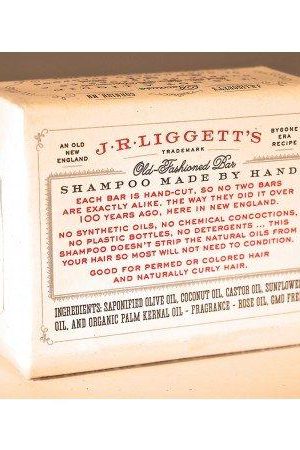 AN OLD
NEW
ENGLAND
J·R·LIGGETT'S
TRADEMARK
BYGONE
ERA
RECIPE
Old-Fashioned Bar
SHAMPOO MADE BY HAND
EACH BAR IS HAND-CUT, SO NO TWO BARS
ARE EXACTLY ALIKE. THE WAY THEY DID IT OVER
100 YEARS AGO, HERE IN NEW ENGLAND.
NO SYNTHETIC OILS, NO CHEMICAL CONCOCTIONS,
NO PLASTIC BOTTLES, NO DETERGENTS ... THIS
SHAMPOO DOESN'T STRIP THE NATURAL OILS FROM
YOUR HAIR SO MOST WILL NOT NEED TO CONDITION.
GOOD FOR PERMED OR COLORED HAIR
AND NATURALLY CURLY HAIR.
INGREDIENTS: SAPONIFIED OLIVE OIL, COCONUT OIL, CASTOR OIL, SUNFLOWER
OIL, AND ORGANIC PALM KERNAL OIL - FRAGRANCE - ROSE OIL, GMO FREE